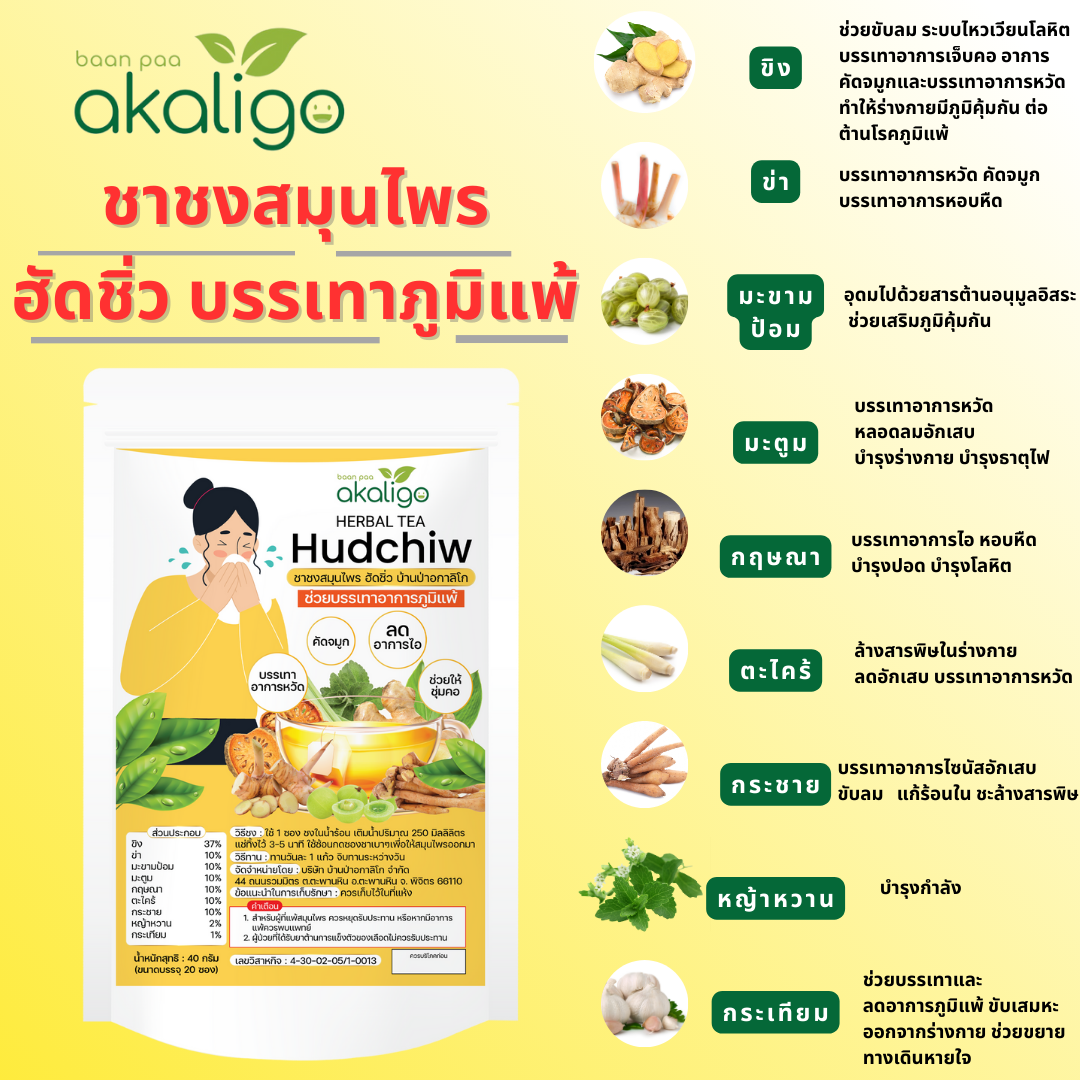 baan paa
akaligo
ชาชงสมุนไพร
ฮัดชิ่ว บรรเทาภูมิแพ้
baan paa
akaligo
HERBAL TEA
Hudchiw
ชาชงสมุนไพร ฮัดชิ่ว บ้านป่าอกาลิโก
ช่วยบรรเทาอาการภูมิแพ้
คัดจมูก
ลด
อาการไอ
บรรเทา
อาการหวัด
ช่วยให้
ชุ่มคอ
ส่วนประกอบ
ขิง 37%
ข่า 10%
มะขามป้อม 10%
มะตูม 10%
กฤษณา 10%
ตะไคร้ 10%
กระชาย 10%
หญ้าหวาน 2%
กระเทียม 1%
น้ำหนักสุทธิ : 40 กรัม
(ขนาดบรรจุ 20 ซอง)
วิธีชง : ใช้ 1 ซอง ชงในน้ำร้อน เติมน้ำปริมาณ 250 มิลลิลิตร
แช่ทิ้งไว้ 3-5 นาที ใช้ช้อนกดซองชาเบาๆเพื่อให้สมุนไพรออกมา
วิธีทาน : ทานวันละ 1 แก้ว จิบทานระหว่างวัน
จัดจำหน่ายโดย : บริษัท บ้านป่าอกาลิโก จำกัด
44 ถนนรวมมิตร ต.ตะพานหิน อ.ตะพานหิน จ. พิจิตร 66110
ข้อแนะนำในการเก็บรักษา : ควรเก็บไว้ในที่แห้ง
คำเตือน
1. สำหรับผู้ที่แพ้สมุนไพร ควรหยุดรับประทาน หรือหากมีอาการ
แพ้ควรพบแพทย์
2. ผู้ป่วยที่ได้รับยาต้านการแข็งตัวของเลือดไม่ควรรับประทาน
เลขวิสาหกิจ : 4-30-02-05/1-0013
ควรบริโภคก่อน
ขิง
ช่วยขับลม ระบบไหวเวียนโลหิต
บรรเทาอาการเจ็บคอ อาการ
คัดจมูกและบรรเทาอาการหวัด
ทำให้ร่างกายมีภูมิคุ้มกัน ต่อ
ต้านโรคภูมิแพ้
ข่า
บรรเทาอาการหวัด คัดจมูก
บรรเทาอาการหอบหืด
มะขาม
ป้อม
อุดมไปด้วยสารต้านอนุมูลอิสระ
ช่วยเสริมภูมิคุ้มกัน
มะตูม
บรรเทาอาการหวัด
หลอดลมอักเสบ
บำรุงร่างกาย บำรุงธาตุไฟ
กฤษณา
บรรเทาอาการไอ หอบหืด
บำรุงปอด บำรุงโลหิต
ตะไคร้
ล้างสารพิษในร่างกาย
ลดอักเสบ บรรเทาอาการหวัด
กระชาย
บรรเทาอาการไซนัสอักเสบ
ขับลม แก้ร้อนใน ชะล้างสารพิษ
หญ้าหวาน
บำรุงกำลัง
กระเทียม
ช่วยบรรเทาและ
ลดอาการภูมิแพ้ ขับเสมหะ
ออกจากร่างกาย ช่วยขยาย
ทางเดินหายใจ